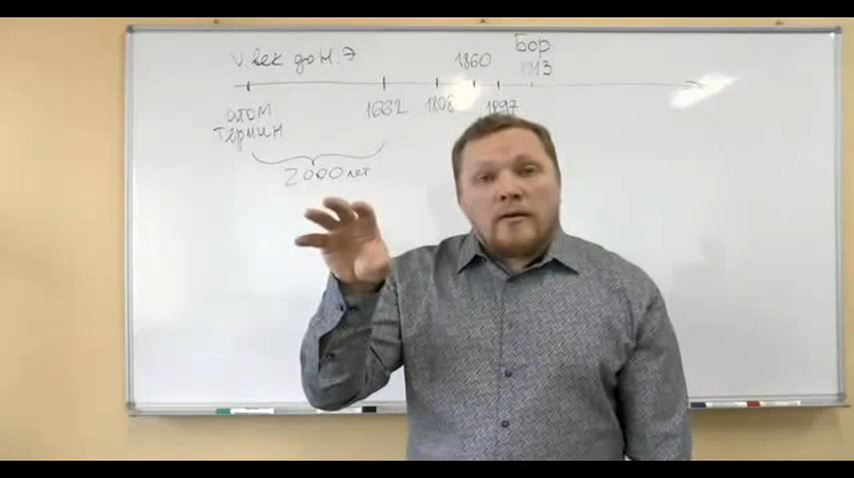 V век до н.э
1860
Бор
1913
атом
термин
1662
1808
1897
2000 лет